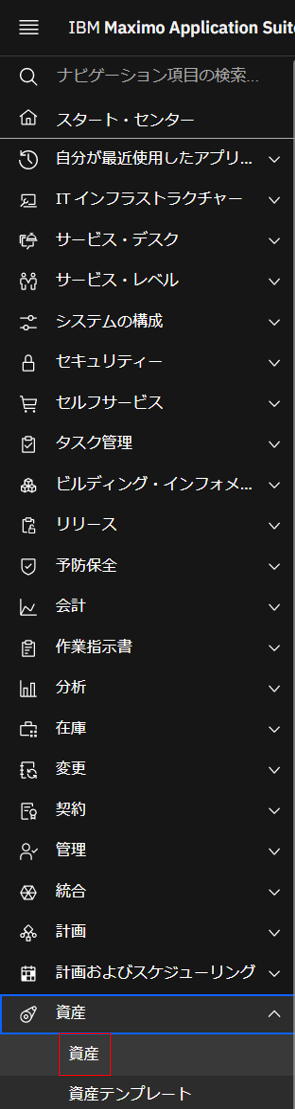 IBM Maximo Application Suit
ナビゲーション項目の検索...
スタート・センター
自分が最近使用したアプリ...
IT インフラストラクチャー
サービス・デスク
サービス・レベル
システムの構成
セキュリティー
セルフサービス
タスク管理
ビルディング・インフォメ...
リリース
予防保全
会計
作業指示書
分析
在庫
変更
契約
管理
統合
計画
計画およびスケジューリング
資産
資産
資産テンプレート